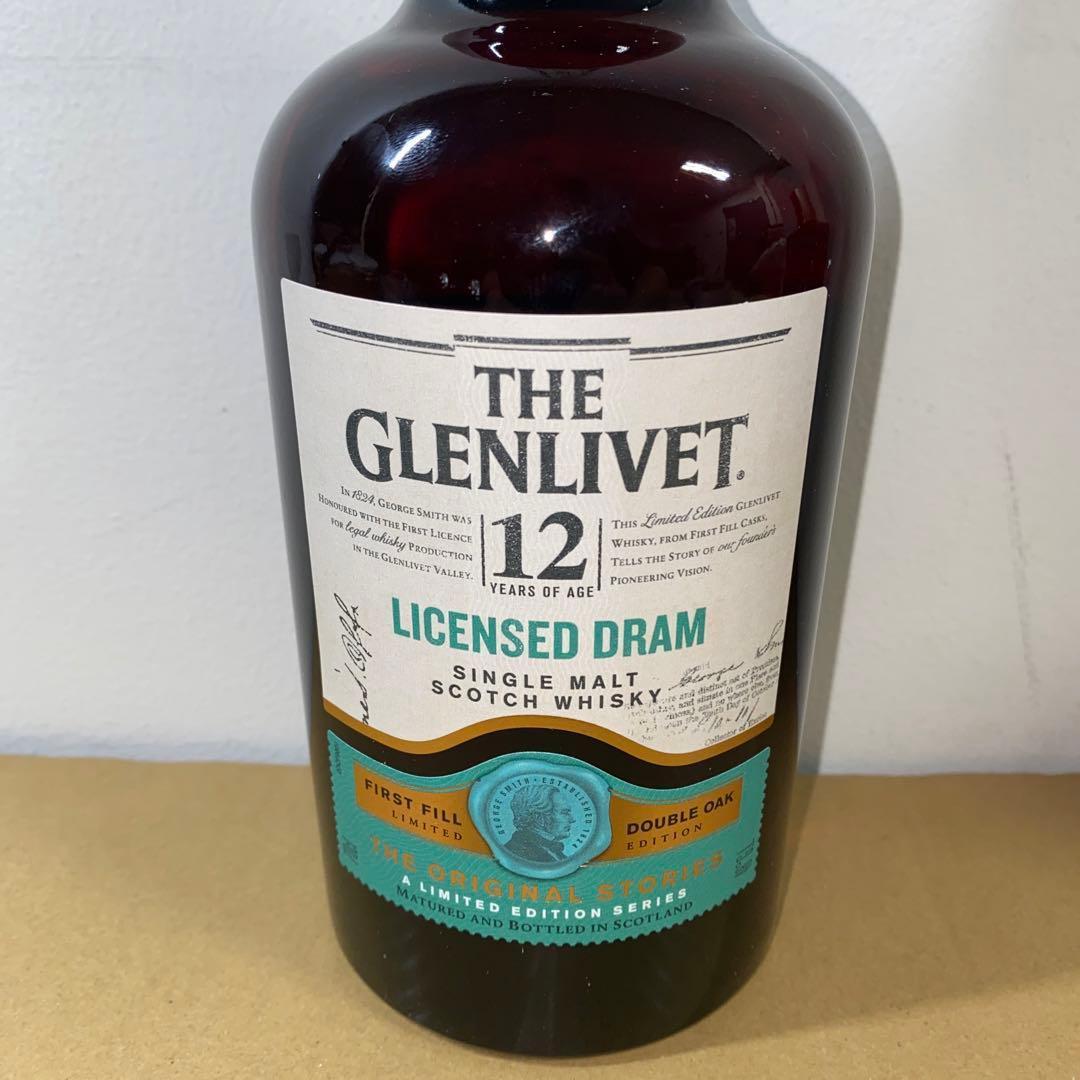 THE
GLENLIVET®
In 1824, George Smith was
Honoured with the First Licence
for legal whisky Production
in the Glenlivet Valley.
12
YEARS OF AGE
This Limited Edition Glenlivet
Whisky, from First Fill Casks,
Tells the Story of our founder's
Pioneering Vision.
LICENSED DRAM
SINGLE MALT
SCOTCH WHISKY
Collector of Excise
FIRST FILL
LIMITED
GEORGE SMITH • ESTABLISHED 1824
DOUBLE OAK
EDITION
THE ORIGINAL STORIES
A LIMITED EDITION SERIES
Matured and Bottled in Scotland